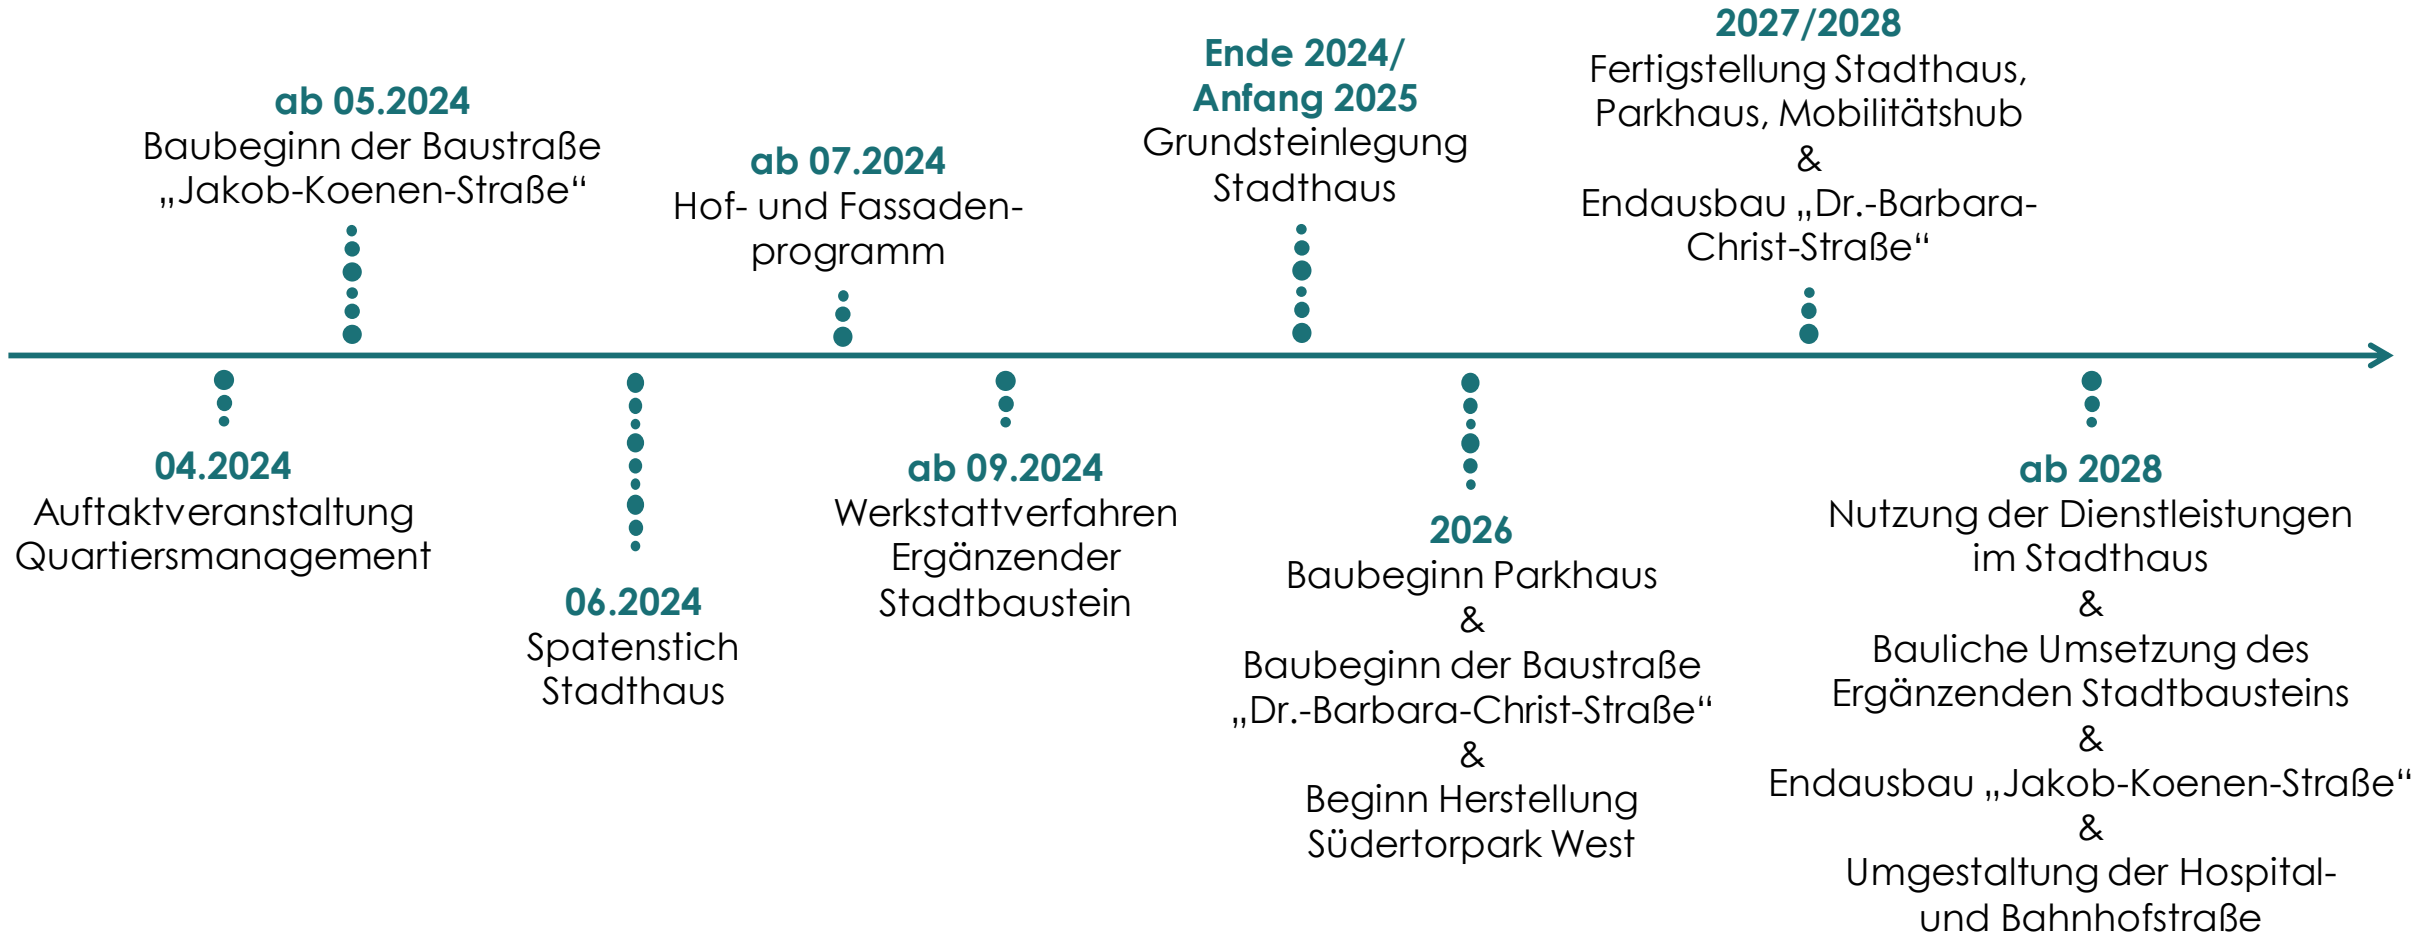 04.2024
Auftaktveranstaltung
Quartiersmanagement
ab 05.2024
Baubeginn der Baustraße
„Jakob-Koenen-Straße“
06.2024
Spatenstich
Stadthaus
ab 07.2024
Hof- und Fassaden-
programm
ab 09.2024
Werkstattverfahren
Ergänzender
Stadtbaustein
Ende 2024/
Anfang 2025
Grundsteinlegung
Stadthaus
2026
Baubeginn Parkhaus
&
Baubeginn der Baustraße
„Dr.-Barbara-Christ-Straße“
&
Beginn Herstellung
Südertorpark West
2027/2028
Fertigstellung Stadthaus,
Parkhaus, Mobilitätshub
&
Endausbau „Dr.-Barbara-
Christ-Straße“
ab 2028
Nutzung der Dienstleistungen
im Stadthaus
&
Bauliche Umsetzung des
Ergänzenden Stadtbausteins
&
Endausbau „Jakob-Koenen-Straße“
&
Umgestaltung der Hospital-
und Bahnhofstraße